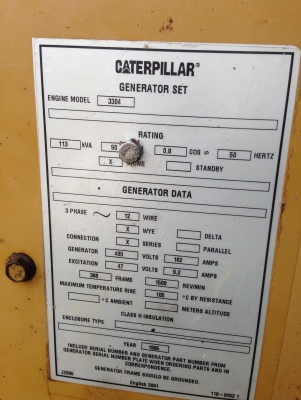 CATERPILLAR®
GENERATOR SET
ENGINE MODEL 3304
RATING
113 kVA 90 0.8 COS ϕ 50 HERTZ
X STANDBY
GENERATOR DATA
3 PHASE ~ 12 WIRE
X WYE DELTA
CONNECTION X SERIES PARALLEL
GENERATOR 400 VOLTS 162 AMPS
EXCITATION 47 VOLTS 9.2 AMPS
368 FRAME 1500 REV/MIN
MAXIMUM TEMPERATURE RISE 105 °C BY RESISTANCE
°C AMBIENT METERS ALTITUDE
CLASS H INSULATION
ENCLOSURE TYPE
YEAR 1995
INCLUDE SERIAL NUMBER AND GENERATOR PART NUMBER FROM
GENERATOR SERIAL NUMBER PLATE WHEN ORDERING PARTS AND IN
CORRESPONDENCE.
GENERATOR FRAME SHOULD BE GROUNDED.
English 2001